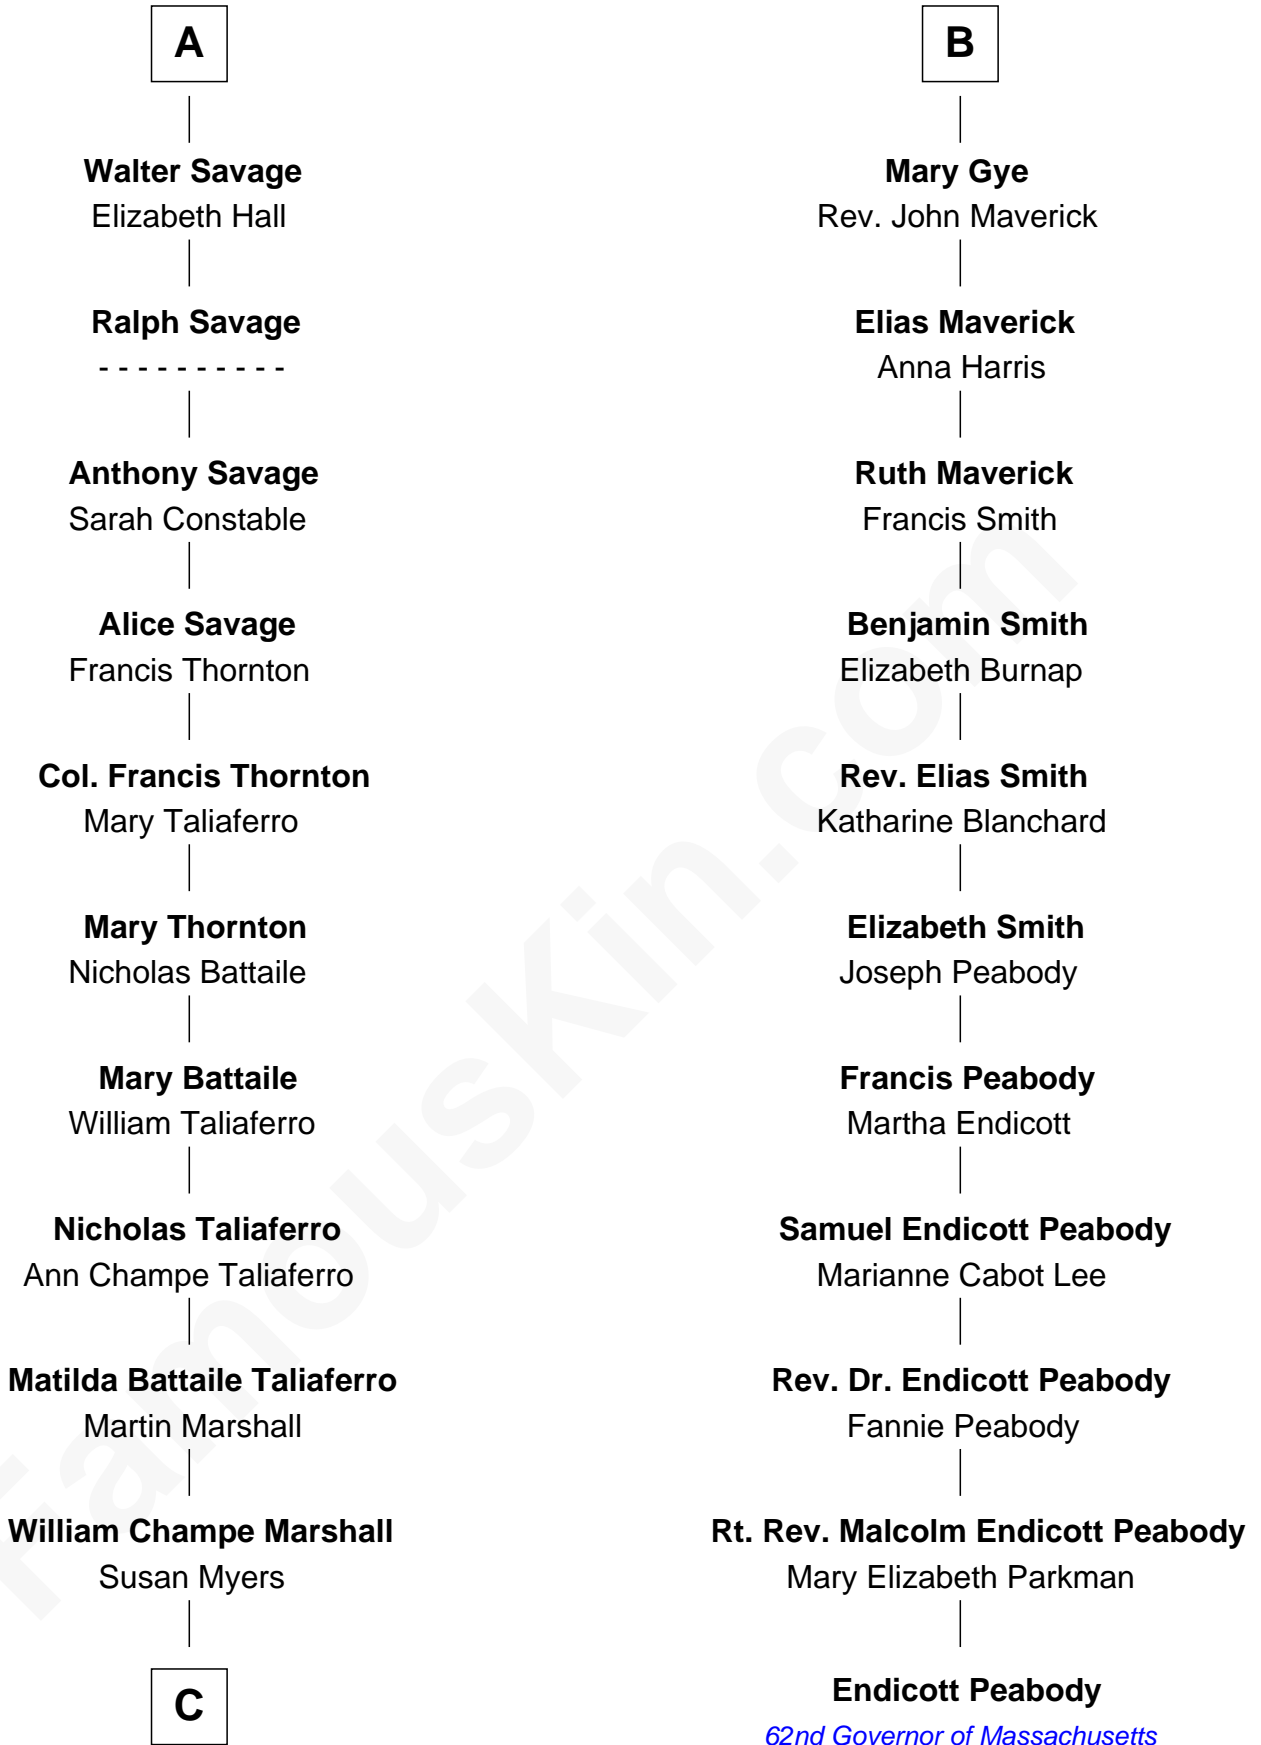 A
Walter Savage
Elizabeth Hall
Ralph Savage
- - - - - - - - - -
Anthony Savage
Sarah Constable
Alice Savage
Francis Thornton
Col. Francis Thornton
Mary Taliaferro
Mary Thornton
Nicholas Battaile
Mary Battaile
William Taliaferro
Nicholas Taliaferro
Ann Champe Taliaferro
Matilda Battaile Taliaferro
Martin Marshall
William Champe Marshall
Susan Myers
C
B
Mary Gye
Rev. John Maverick
Elias Maverick
Anna Harris
Ruth Maverick
Francis Smith
Benjamin Smith
Elizabeth Burnap
Rev. Elias Smith
Katharine Blanchard
Elizabeth Smith
Joseph Peabody
Francis Peabody
Martha Endicott
Samuel Endicott Peabody
Marianne Cabot Lee
Rev. Dr. Endicott Peabody
Fannie Peabody
Rt. Rev. Malcolm Endicott Peabody
Mary Elizabeth Parkman
Endicott Peabody
62nd Governor of Massachusetts
FamousKin.com